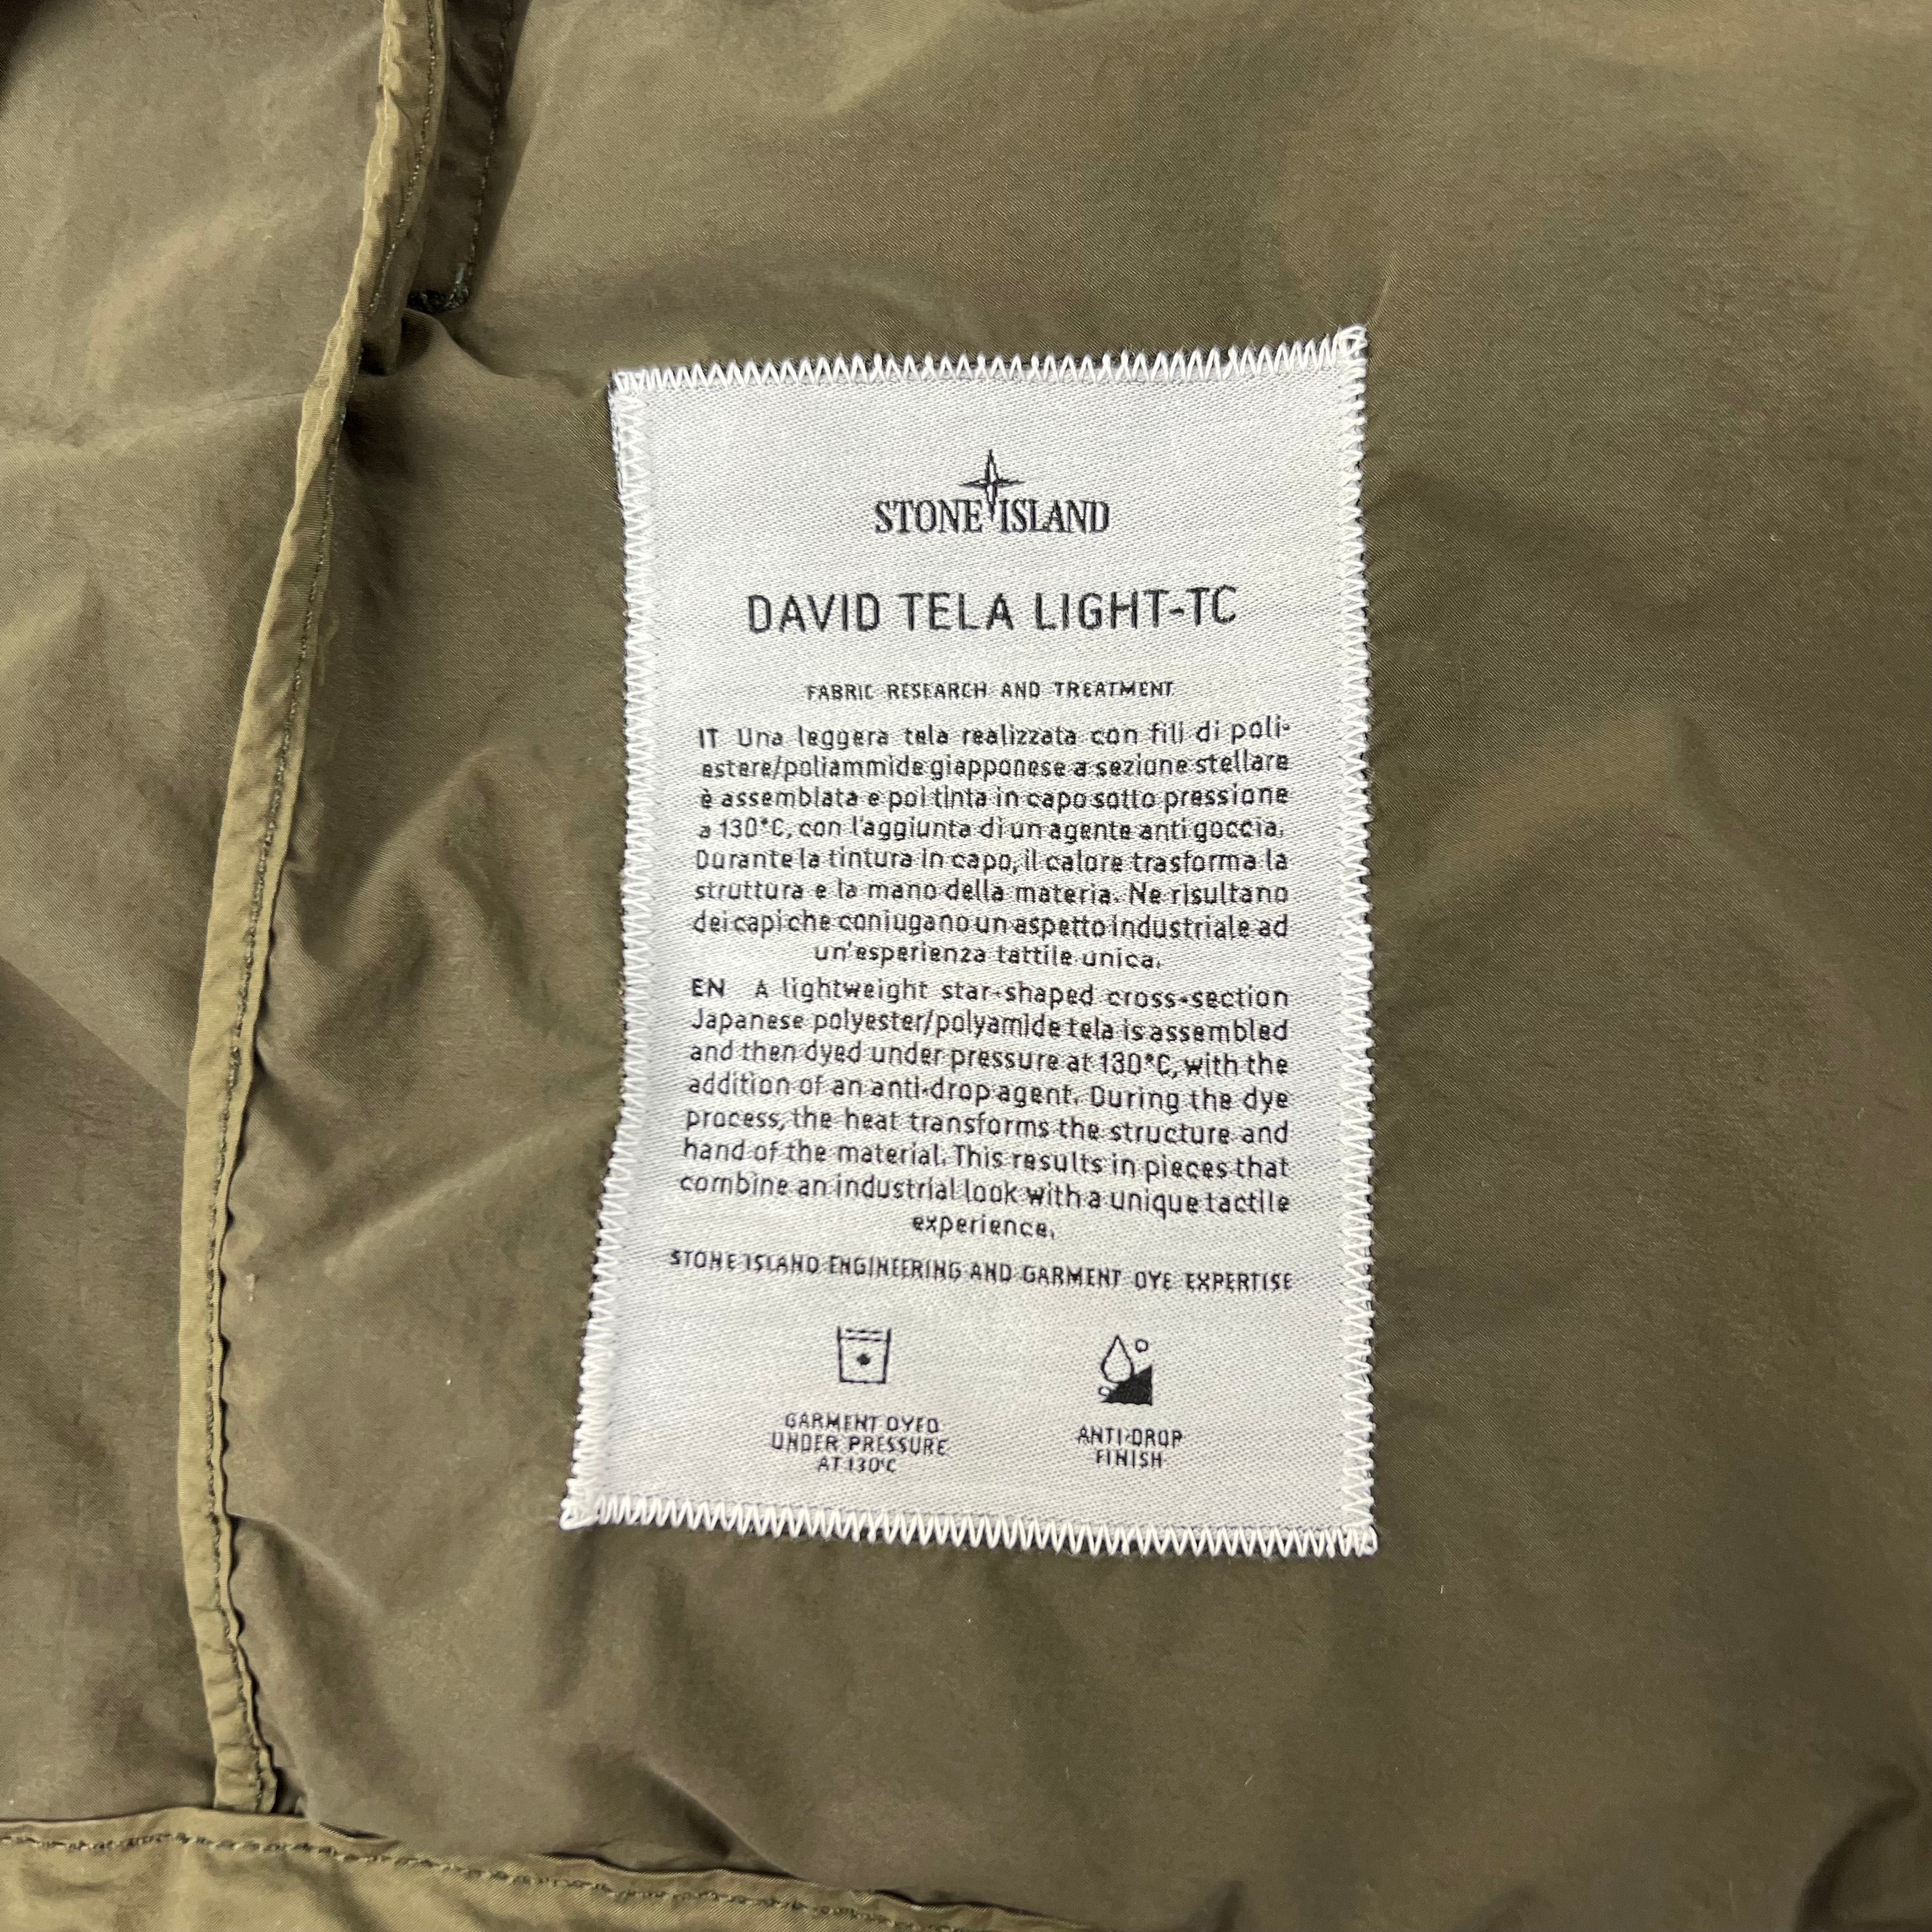 STONE ISLAND
DAVID TELA LIGHT-TC
FABRIC RESEARCH AND TREATMENT
IT Una leggera tela realizzata con fili di poli-
estere/poliammide giapponese a sezione stellare
è assemblata e poi tinta in capo sotto pressione
a 130°C, con l'aggiunta di un agente anti goccia.
Durante la tintura in capo, il calore trasforma la
struttura e la mano della materia. Ne risultano
dei capi che coniugano un aspetto industriale ad
un'esperienza tattile unica.
EN A lightweight star-shaped cross-section
Japanese polyester/polyamide tela is assembled
and then dyed under pressure at 130°C, with the
addition of an anti-drop agent. During the dye
process, the heat transforms the structure and
hand of the material. This results in pieces that
combine an industrial look with a unique tactile
experience.
STONE ISLAND ENGINEERING AND GARMENT DYE EXPERTISE
GARMENT DYED
UNDER PRESSURE
AT 130°C
ANTI-DROP
FINISH